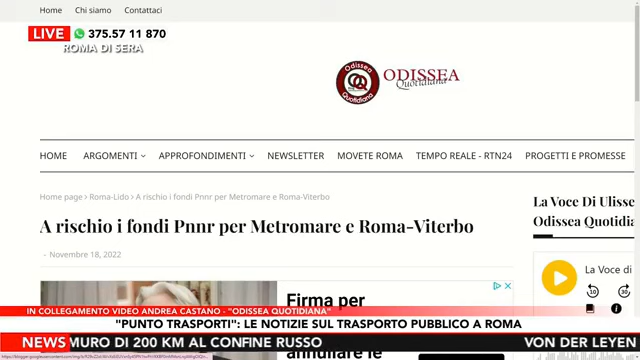 Home Chi siamo Contattaci
LIVE 375.57 11 870
ROMA DI SERA
Odissea
Quotidiana
ODISSEA
Quotidiana
HOME ARGOMENTI APPROFONDIMENTI NEWSLETTER MOVETE ROMA TEMPO REALE - RTN24 PROGETTI E PROMESSE
Home page > Roma-Lido > A rischio i fondi Pnnr per Metromare e Roma-Viterbo
A rischio i fondi Pnnr per Metromare e Roma-Viterbo
- Novembre 18, 2022
La Voce Di Ulisse
Odissea Quotidia
La Voce di
10 30
Firma per
annullare le
IN COLLEGAMENTO VIDEO ANDREA CASTANO - "ODISSEA QUOTIDIANA"
"PUNTO TRASPORTI": LE NOTIZIE SUL TRASPORTO PUBBLICO A ROMA
NEWS MURO DI 200 KM AL CONFINE RUSSO VON DER LEYEN